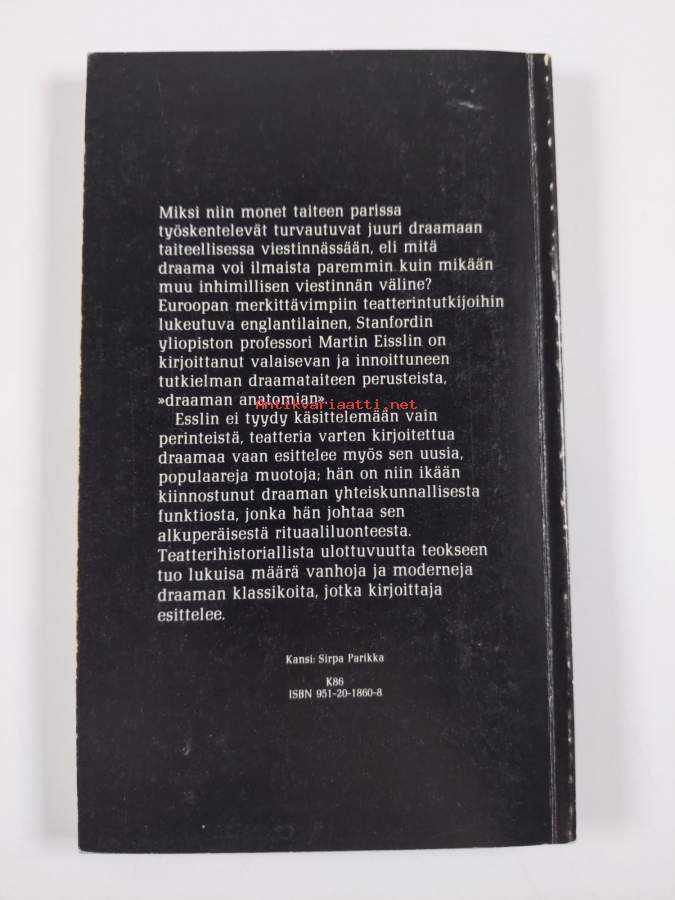 Miksi niin monet taiteen parissa
työskentelevät turvautuvat juuri draamaan
taiteellisessa viestinnässään, eli mitä
draama voi ilmaista paremmin kuin mikään
muu inhimillisen viestinnän väline?
Euroopan merkittävimpiin teatterintutkijoihin
lukeutuva englantilainen, Stanfordin
yliopiston professori Martin Eisslin on
kirjoittanut valaisevan ja innoittuneen
tutkielman draamataiteen perusteista,
»draaman anatomian».
Antikvariaatti.net
Esslin ei tyydy käsittelemään vain
perinteistä, teatteria varten kirjoitettua
draamaa vaan esittelee myös sen uusia,
populaareja muotoja; hän on niin ikään
kiinnostunut draaman yhteiskunnallisesta
funktiosta, jonka hän johtaa sen
alkuperäisestä rituaaliluonteesta.
Teatterihistoriallista ulottuvuutta teokseen
tuo lukuisa määrä vanhoja ja moderneja
draaman klassikoita, jotka kirjoittaja
esittelee.
Kansi: Sirpa Parikka
K86
ISBN 951-20-1860-8